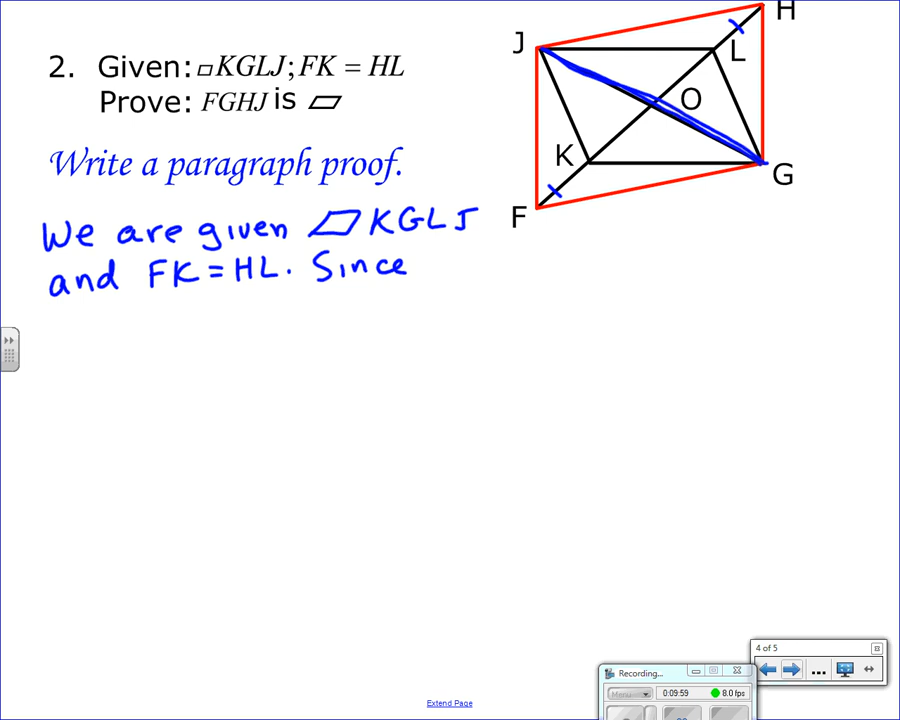 2. Given: ▱KGLJ; FK = HL
Prove: FGHJ is ▱
Write a paragraph proof.
We are given ▱KGLJ
and FK = HL. Since
H
J
L
O
K
G
F
Extend Page
4 of 5
...
Recording...
Menu
0:09:59
8.0 fps